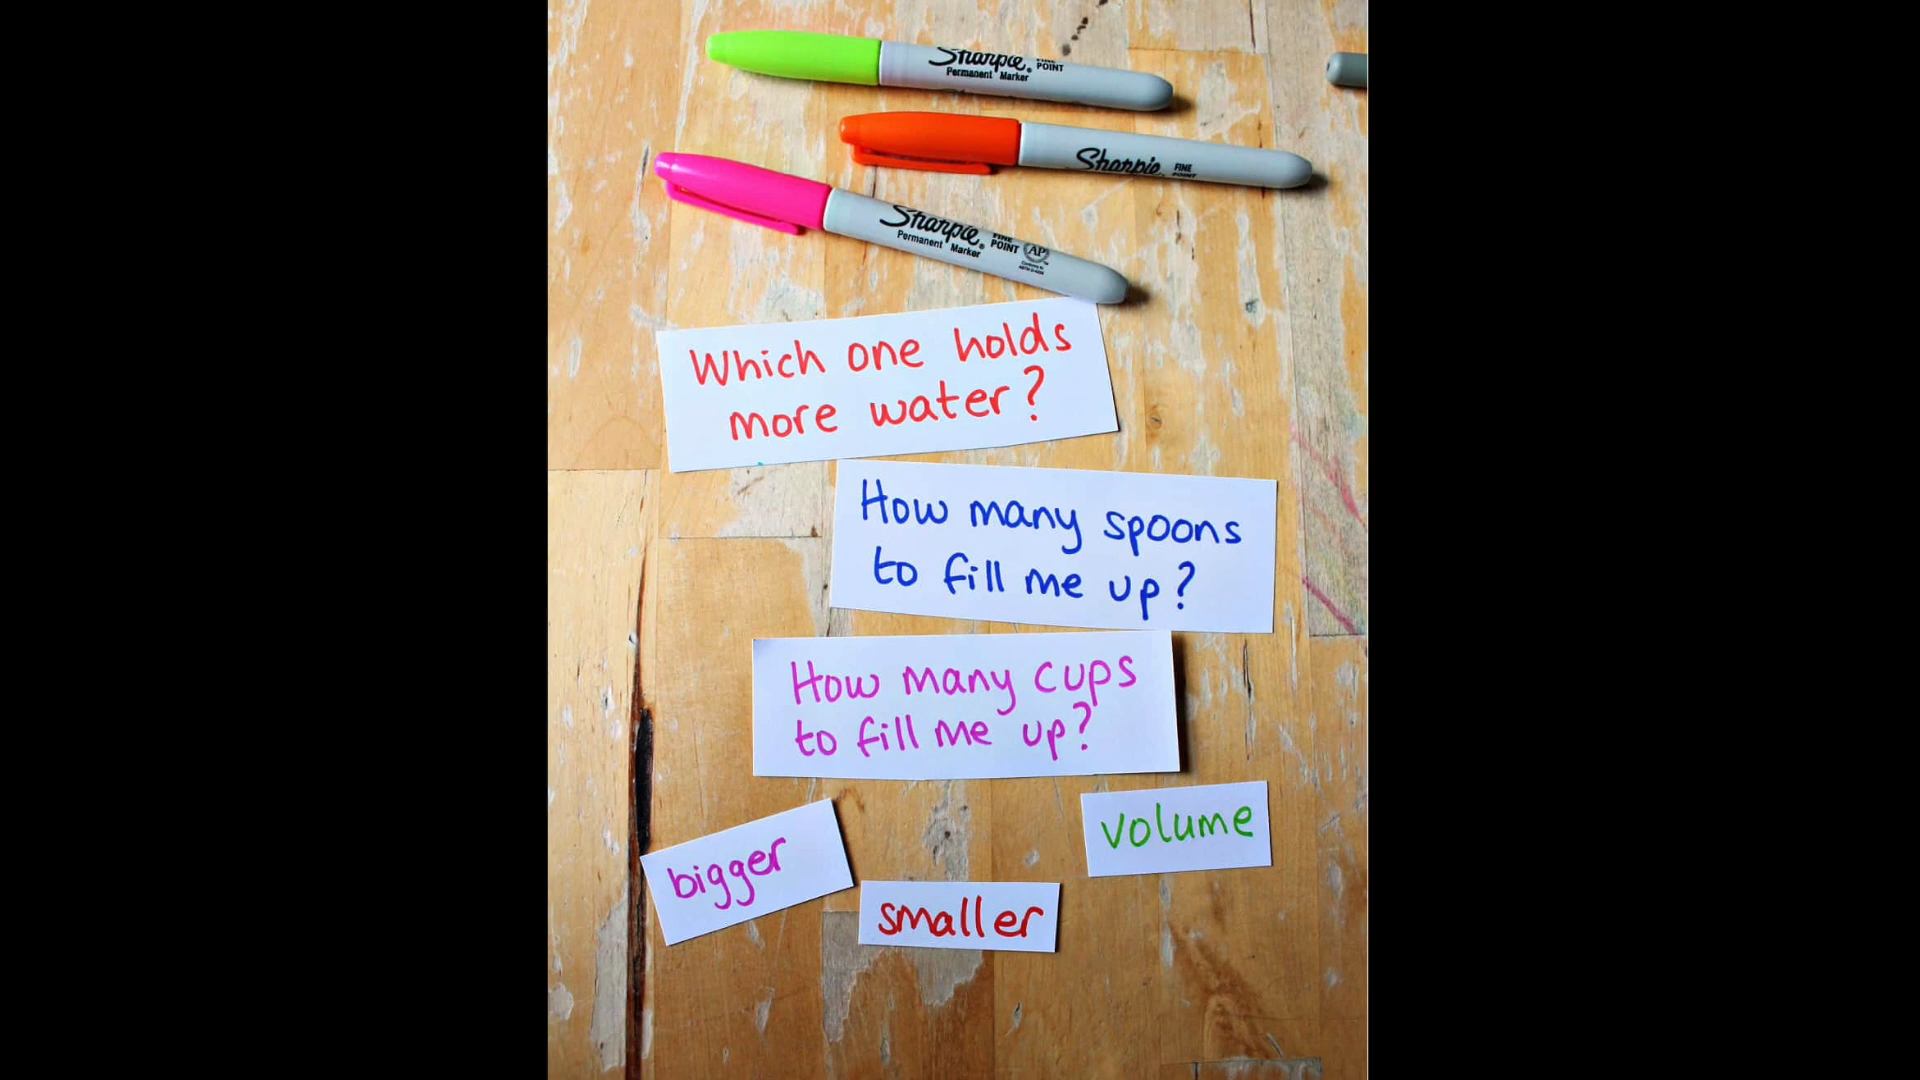 Sharpie.
FINE
POINT
Permanent Marker
Sharpie.
FINE
POINT
Sharpie.
Permanent Marker
FINE
POINT
AP
Which one holds
more water?
How many spoons
to fill me up?
How many cups
to fill me up?
volume
bigger
smaller